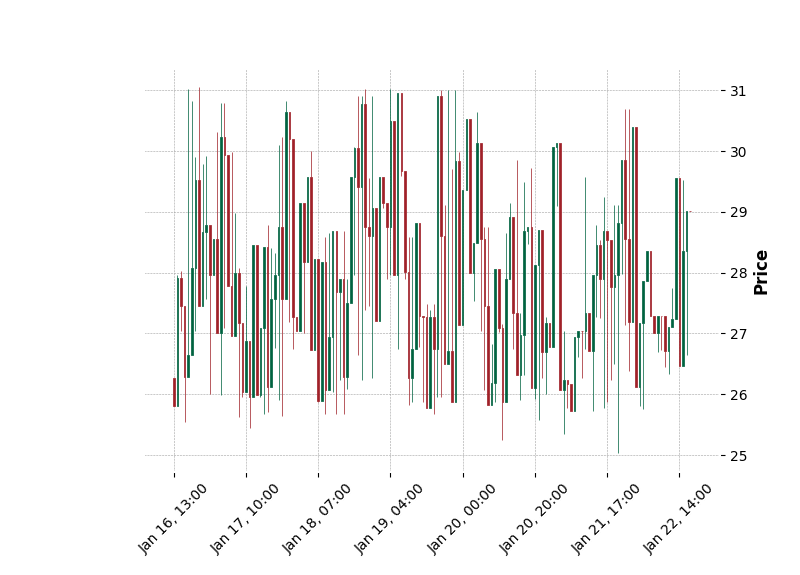 31
30
29
28
27
26
25
Price
Jan 16, 13:00
Jan 17, 10:00
Jan 18, 07:00
Jan 19, 04:00
Jan 20, 00:00
Jan 20, 20:00
Jan 21, 17:00
Jan 22, 14:00